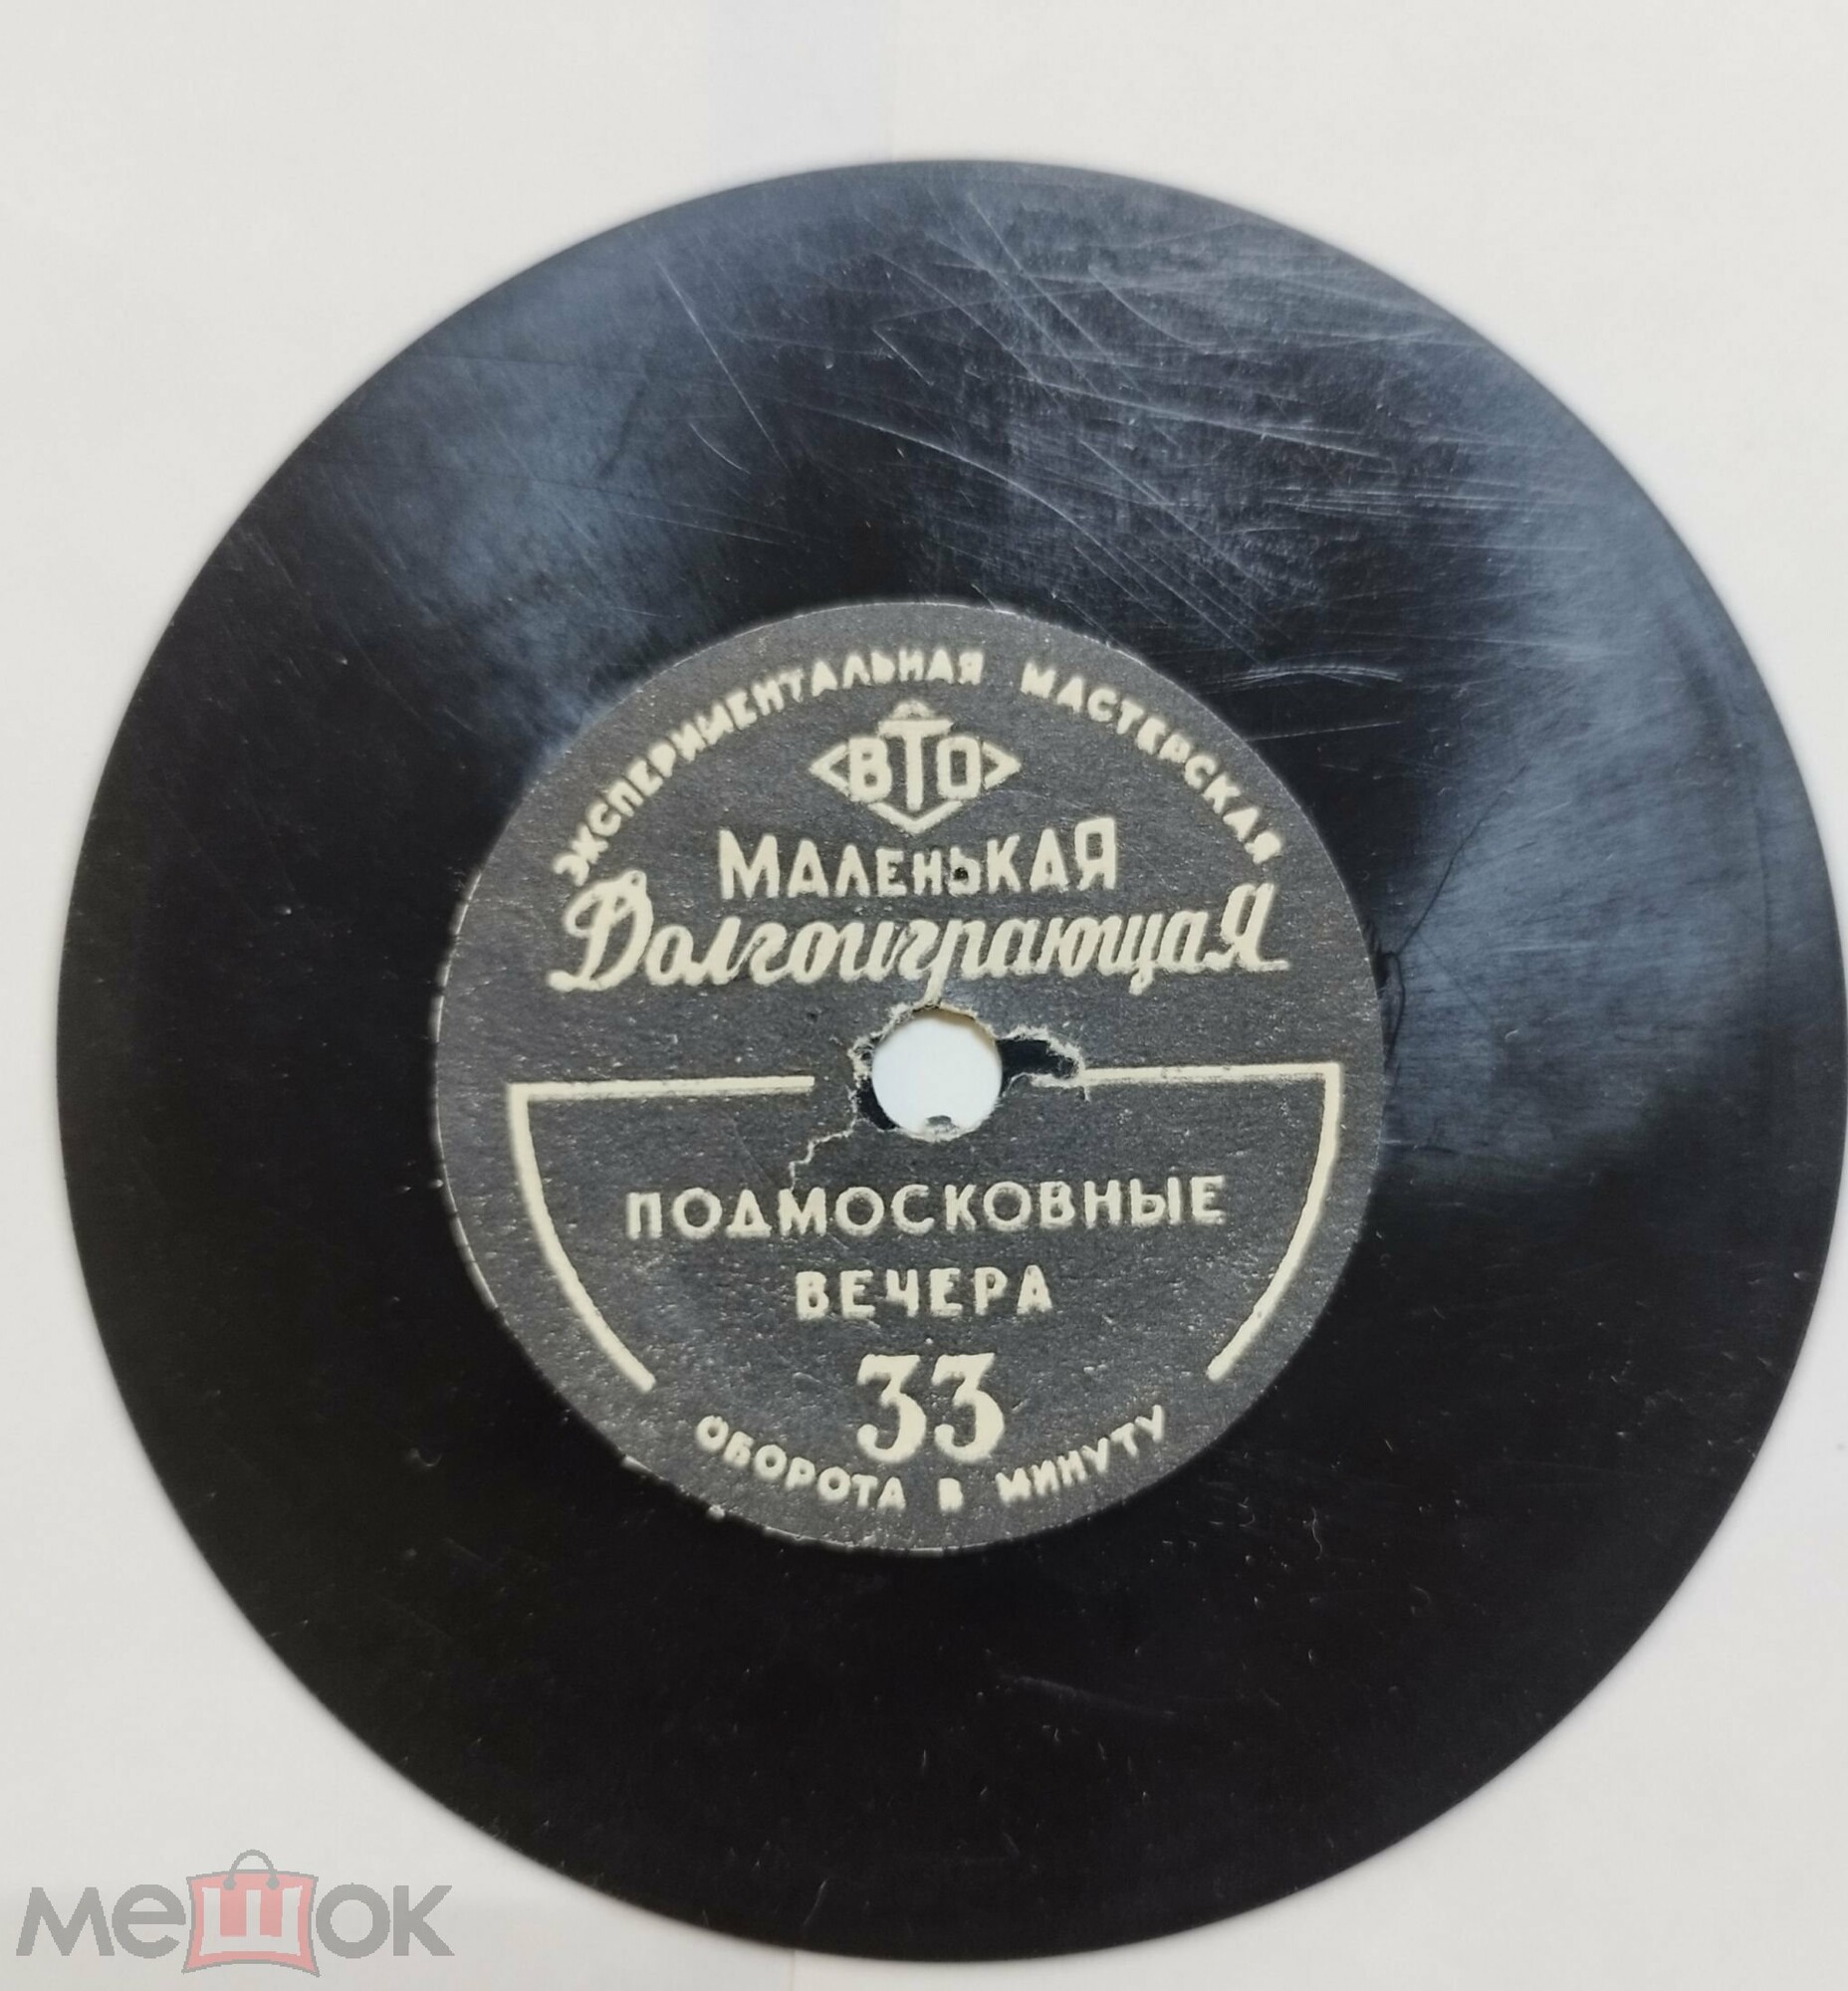 ЭКСПЕРИМЕНТАЛЬНАЯ МАСТЕРСКАЯ
ВТО
МАЛЕНЬКАЯ
ДолгоиграющаЯ
ПОДМОСКОВНЫЕ
ВЕЧЕРА
33
ОБОРОТА В МИНУТУ
мешок